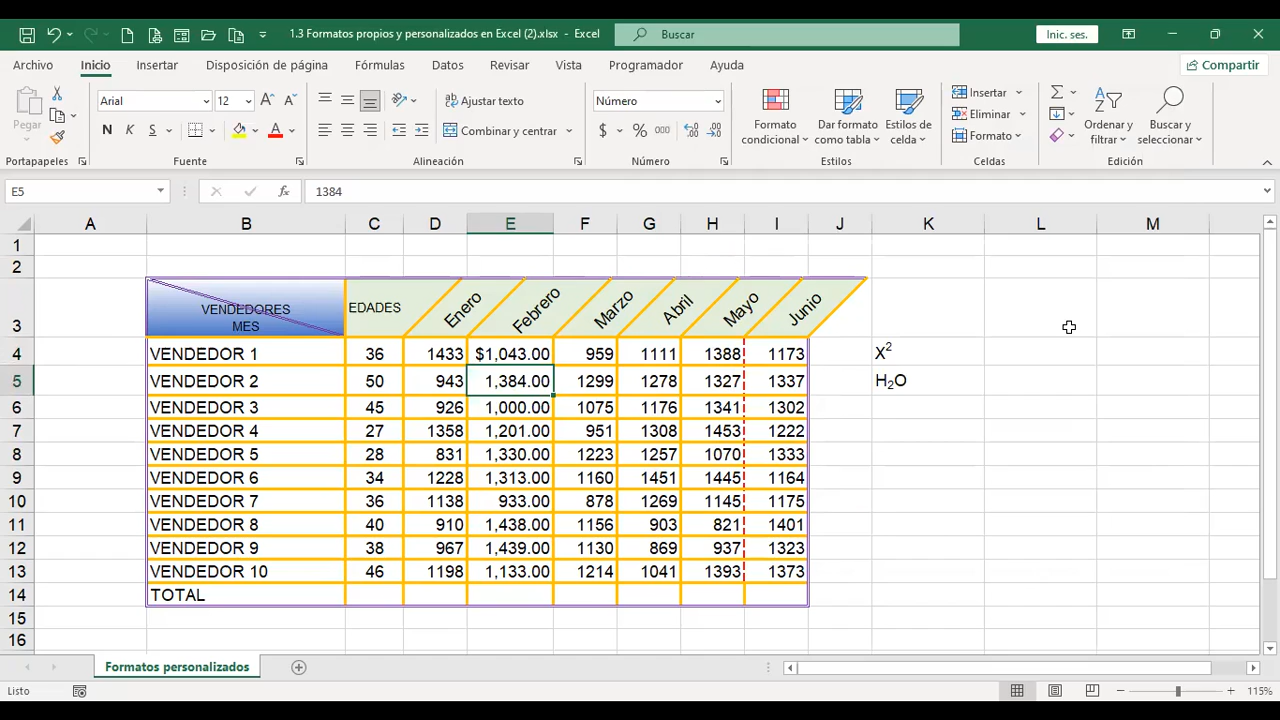 1.3 Formatos propios y personalizados en Excel (2).xlsx - Excel
Buscar
Inic. ses.
Archivo Inicio Insertar Disposición de página Fórmulas Datos Revisar Vista Programador Ayuda Compartir
Pegar
Portapapeles
Arial 12
N K S
Fuente
Ajustar texto
Combinar y centrar
Alineación
Número
$ % 000
Número
Formato condicional
Dar formato como tabla
Estilos de celda
Estilos
Insertar
Eliminar
Formato
Celdas
Ordenar y filtrar
Buscar y seleccionar
Edición
E5 fx 1384
A B C D E F G H I J K L M
1
2
3 VENDEDORES MES EDADES Enero Febrero Marzo Abril Mayo Junio
4 VENDEDOR 1 36 1433 $1,043.00 959 1111 1388 1173 X²
5 VENDEDOR 2 50 943 1,384.00 1299 1278 1327 1337 H₂O
6 VENDEDOR 3 45 926 1,000.00 1075 1176 1341 1302
7 VENDEDOR 4 27 1358 1,201.00 951 1308 1453 1222
8 VENDEDOR 5 28 831 1,330.00 1223 1257 1070 1333
9 VENDEDOR 6 34 1228 1,313.00 1160 1451 1445 1164
10 VENDEDOR 7 36 1138 933.00 878 1269 1145 1175
11 VENDEDOR 8 40 910 1,438.00 1156 903 821 1401
12 VENDEDOR 9 38 967 1,439.00 1130 869 937 1323
13 VENDEDOR 10 46 1198 1,133.00 1214 1041 1393 1373
14 TOTAL
15
16
Formatos personalizados
Listo
115%